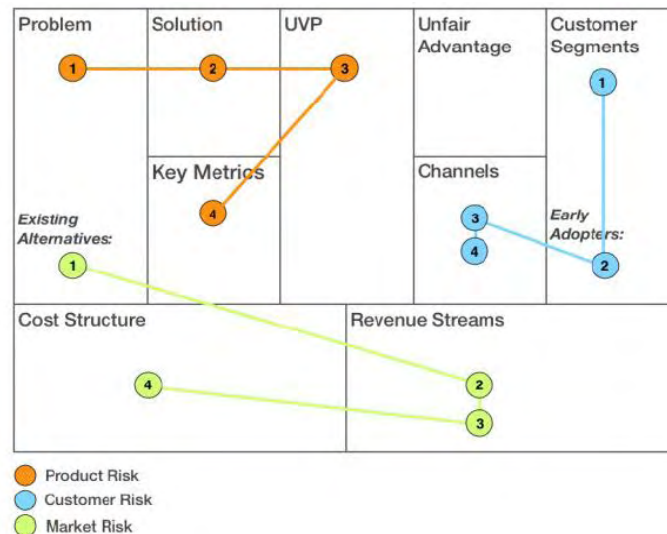 Problem
Solution
UVP
Unfair
Advantage
Customer
Segments
1
2
3
1
Key Metrics
4
Channels
3
4
Existing
Alternatives:
1
Early
Adopters:
2
Cost Structure
4
Revenue Streams
2
3
Product Risk
Customer Risk
Market Risk